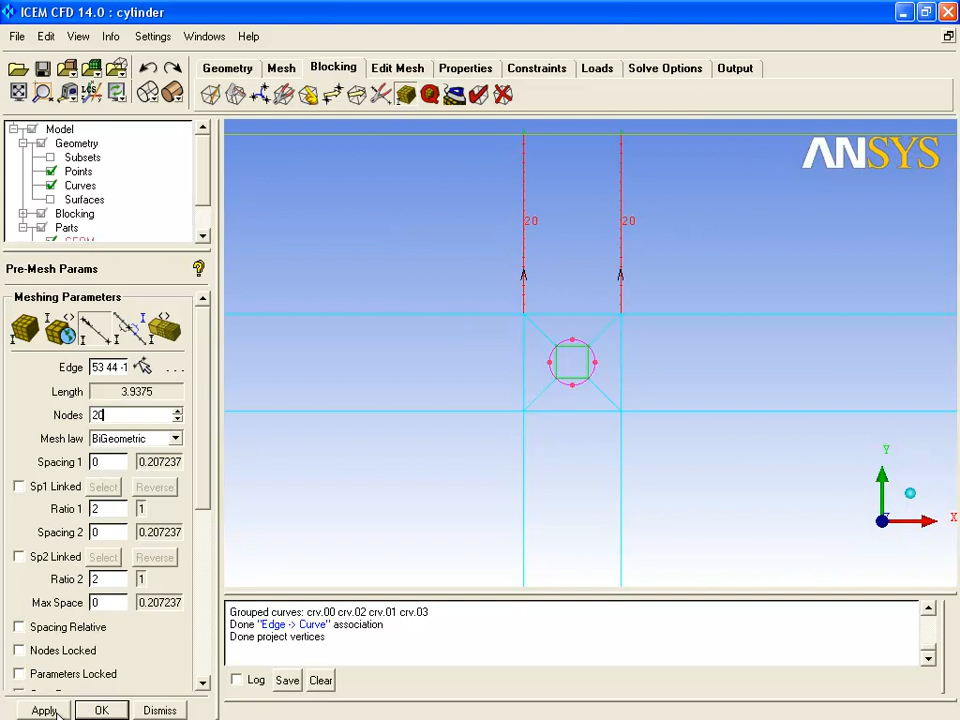 ICEM CFD 14.0 : cylinder
File Edit View Info Settings Windows Help
Geometry Mesh Blocking Edit Mesh Properties Constraints Loads Solve Options Output
LCS
Model
Geometry
Subsets
Points
Curves
Surfaces
Blocking
Parts
Pre-Mesh Params
?
Meshing Parameters
Edge 53 44 -1 ...
Length 3.9375
Nodes 20
Mesh law BiGeometric
Spacing 1 0 0.207237
Sp1 Linked Select Reverse
Ratio 1 2 1
Spacing 2 0 0.207237
Sp2 Linked Select Reverse
Ratio 2 2 1
Max Space 0 0.207237
Spacing Relative
Nodes Locked
Parameters Locked
Apply OK Dismiss
ANSYS
20 20
Y
X
Grouped curves: crv.00 crv.02 crv.01 crv.03
Done "Edge -> Curve" association
Done project vertices
Log Save Clear